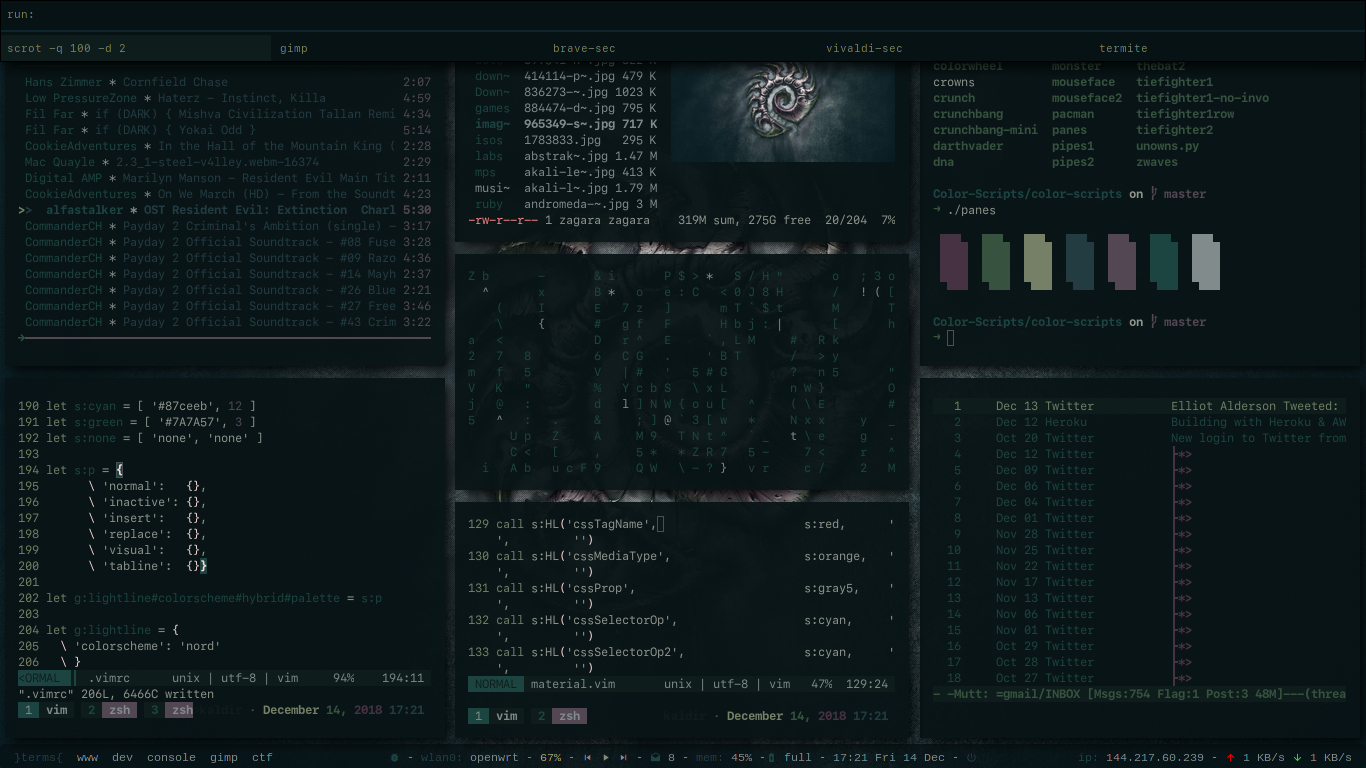 run:
scrot -q 100 -d 2 gimp brave-sec vivaldi-sec termite
Hans Zimmer * Cornfield Chase 2:07
Low PressureZone * Haterz - Instinct, Killa 4:59
Fil Far * if (DARK) { Mishva Civilization Tallan Remi 4:34
Fil Far * { Yokai Odd } 5:14
CookieAdventures * In the Hall of the Mountain King ( 2:28
Mac Quayle * 2.3_1-steel-v4lley.webm-16374 2:29
Digital AMP * Marilyn Manson - Resident Evil Main Tit 2:26
CookieAdventures * On We March (HD) - From the Soundt 4:23
>> alfastalker * OST Resident Evil: Extinction Charl 5:30
CommanderCH * Payday 2 Criminal's Ambition (single) - 3:17
CommanderCH * Payday 2 Official Soundtrack - #08 Fuse 3:28
CommanderCH * Payday 2 Official Soundtrack - #09 Razo 4:36
CommanderCH * Payday 2 Official Soundtrack - #14 Mayh 2:37
CommanderCH * Payday 2 Official Soundtrack - #26 Blue 2:21
CommanderCH * Payday 2 Official Soundtrack - #27 Free 3:46
CommanderCH * Payday 2 Official Soundtrack - #43 Crim 3:22
down~ 414114-p~.jpg 479 K
Down~ 836273-~.jpg 1023 K
games 884474-d~.jpg 795 K
imag~ 965349-s~.jpg 717 K
isos 1783833.jpg 295 K
labs abstrak~.jpg 1.47 M
mps akali-le~.jpg 413 K
musi~ akali-l~.jpg 1.79 M
ruby andromeda-~.jpg 3 M
-rw-r--r-- 1 zagara zagara 319M sum, 275G free 20/204 7%
colorwheel monster thebat2
crowns mouseface tiefighter1
crunch mouseface2 tiefighter1-no-invo
crunchbang pacman tiefighter1row
crunchbang-mini panes tiefighter2
darthvader pipes1 unowns.py
dna pipes2 zwaves
Color-Scripts/color-scripts on master
➜ ./panes
Color-Scripts/color-scripts on master
➜
190 let s:cyan = [ '#87ceeb', 12 ]
191 let s:green = [ '#7A7A57', 3 ]
192 let s:none = [ 'none', 'none' ]
193
194 let s:p = {
195 \ 'normal': {},
196 \ 'inactive': {},
197 \ 'insert': {},
198 \ 'replace': {},
199 \ 'visual': {},
200 \ 'tabline': {}}
201
202 let g:lightline#colorscheme#hybrid#palette = s:p
203
204 let g:lightline = {
205 \ 'colorscheme': 'nord'
206 \ }
<ORMAL .vimrc unix | utf-8 | vim 94% 194:11
".vimrc" 206L, 6466C written
1 vim 2 zsh 3 zsh kaldir · December 14, 2018 17:21
129 call s:HL('cssTagName', s:red, '
', '')
130 call s:HL('cssMediaType', s:orange, '
', '')
131 call s:HL('cssProp', s:gray5, '
', '')
132 call s:HL('cssSelectorOp', s:cyan, '
', '')
133 call s:HL('cssSelectorOp2', s:cyan, '
', '')
NORMAL material.vim unix | utf-8 | vim 47% 129:24
1 vim 2 zsh kaldir · December 14, 2018 17:21
1 Dec 13 Twitter Elliot Alderson Tweeted:
2 Dec 12 Heroku Building with Heroku & AW
3 Oct 20 Twitter New login to Twitter from
4 Dec 12 Twitter ├*>
5 Dec 09 Twitter ├*>
6 Dec 06 Twitter ├*>
7 Dec 04 Twitter ├*>
8 Dec 01 Twitter ├*>
9 Nov 28 Twitter ├*>
10 Nov 25 Twitter ├*>
11 Nov 22 Twitter ├*>
12 Nov 17 Twitter ├*>
13 Nov 13 Twitter ├*>
14 Nov 06 Twitter ├*>
15 Nov 01 Twitter ├*>
16 Oct 29 Twitter ├*>
17 Oct 28 Twitter ├*>
18 Oct 27 Twitter ├*>
- -Mutt: =gmail/INBOX [Msgs:754 Flag:1 Post:3 48M]---(threa
}terms{ www dev console gimp ctf - wlan0: openwrt - 67% - - 8 - mem: 45% - full - 17:21 Fri 14 Dec - ip: 144.217.60.239 - ↑ 1 KB/s ↓ 1 KB/s